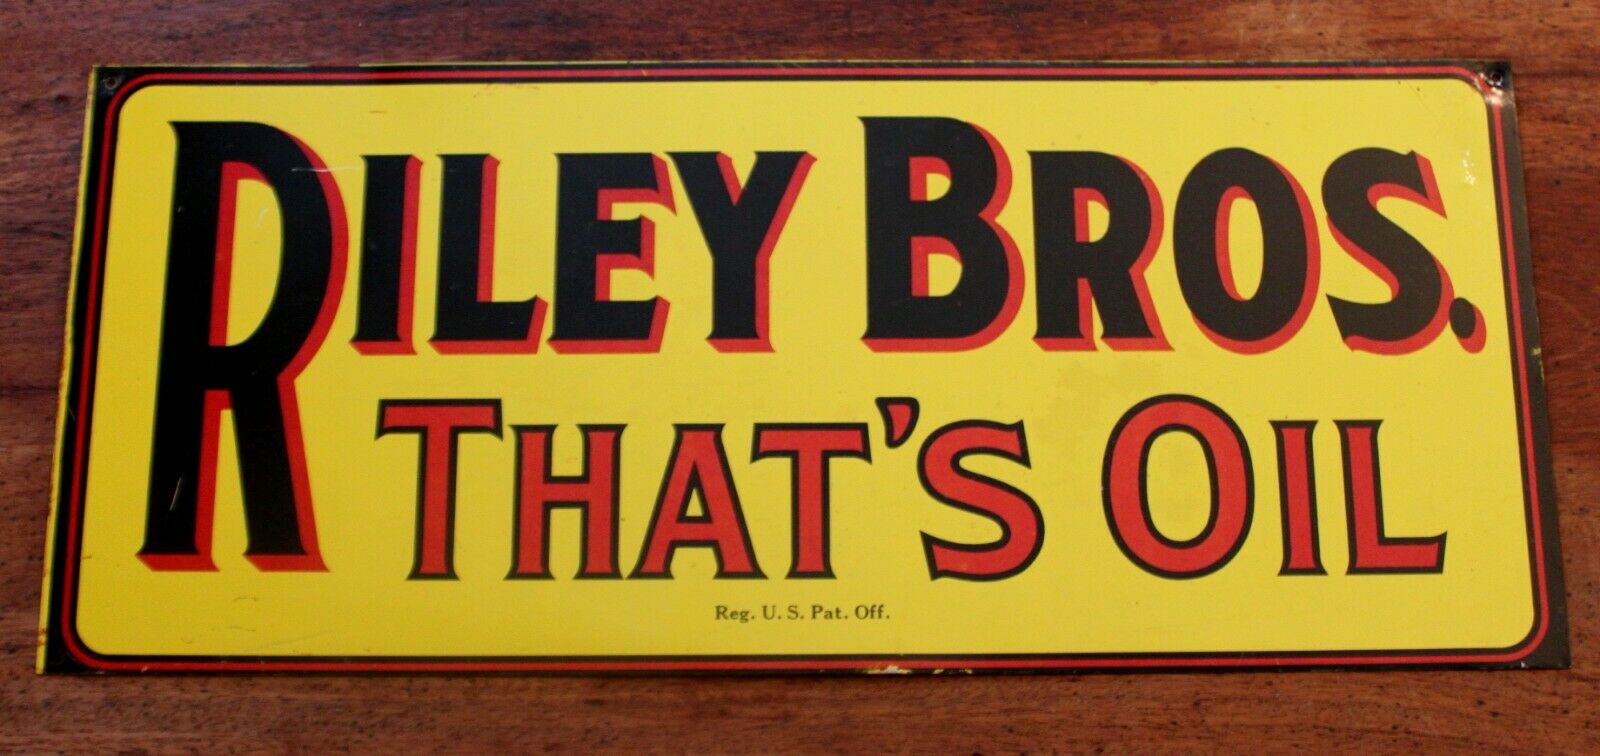 RILEY BROS.
THAT'S OIL
Reg. U. S. Pat. Off.